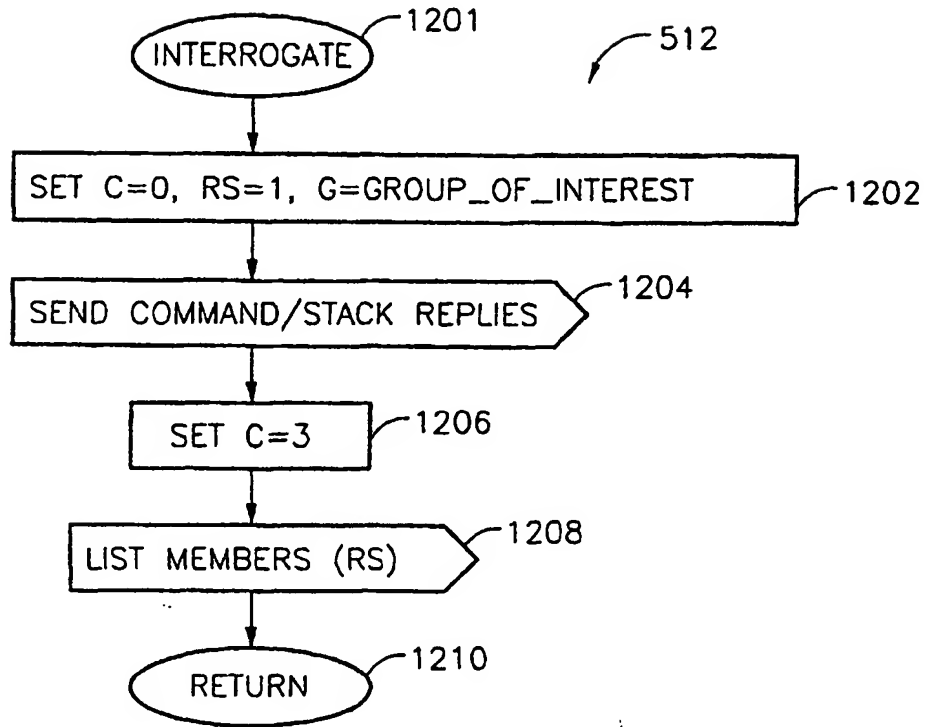 1201
INTERROGATE
512
SET C=0, RS=1, G=GROUP_OF_INTEREST
1202
1204
SEND COMMAND/STACK REPLIES
1206
SET C=3
1208
LIST MEMBERS (RS)
1210
RETURN